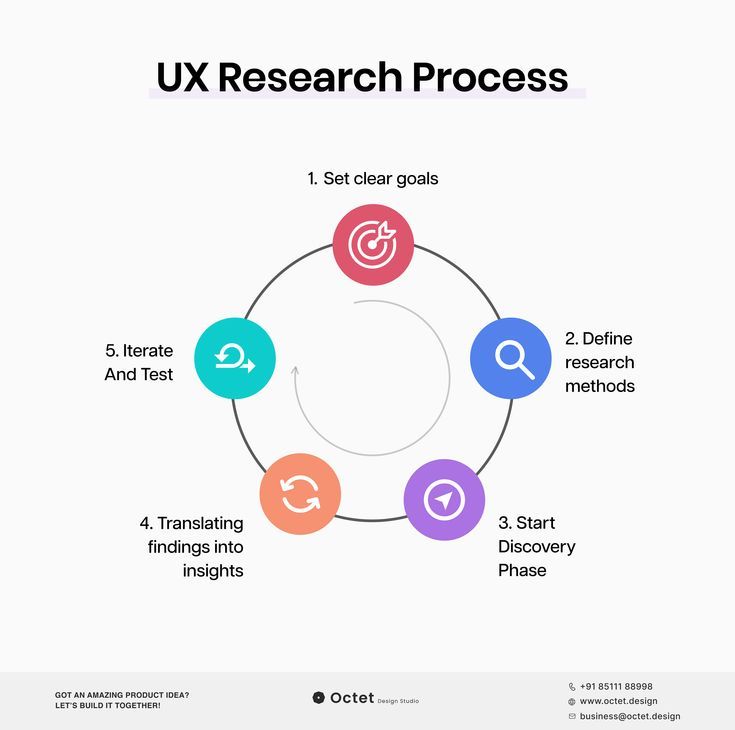 UX Research Process
1. Set clear goals
2. Define
research
methods
3. Start
Discovery
Phase
4. Translating
findings into
insights
5. Iterate
And Test
GOT AN AMAZING PRODUCT IDEA?
LET'S BUILD IT TOGETHER!
Octet Design Studio
+91 85111 88998
www.octet.design
business@octet.design